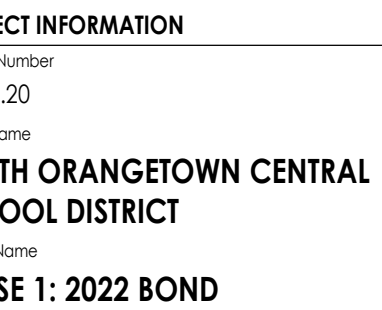 ECT INFORMATION
Number
.20
ame
TH ORANGETOWN CENTRAL
OOL DISTRICT
Name
SE 1: 2022 BOND